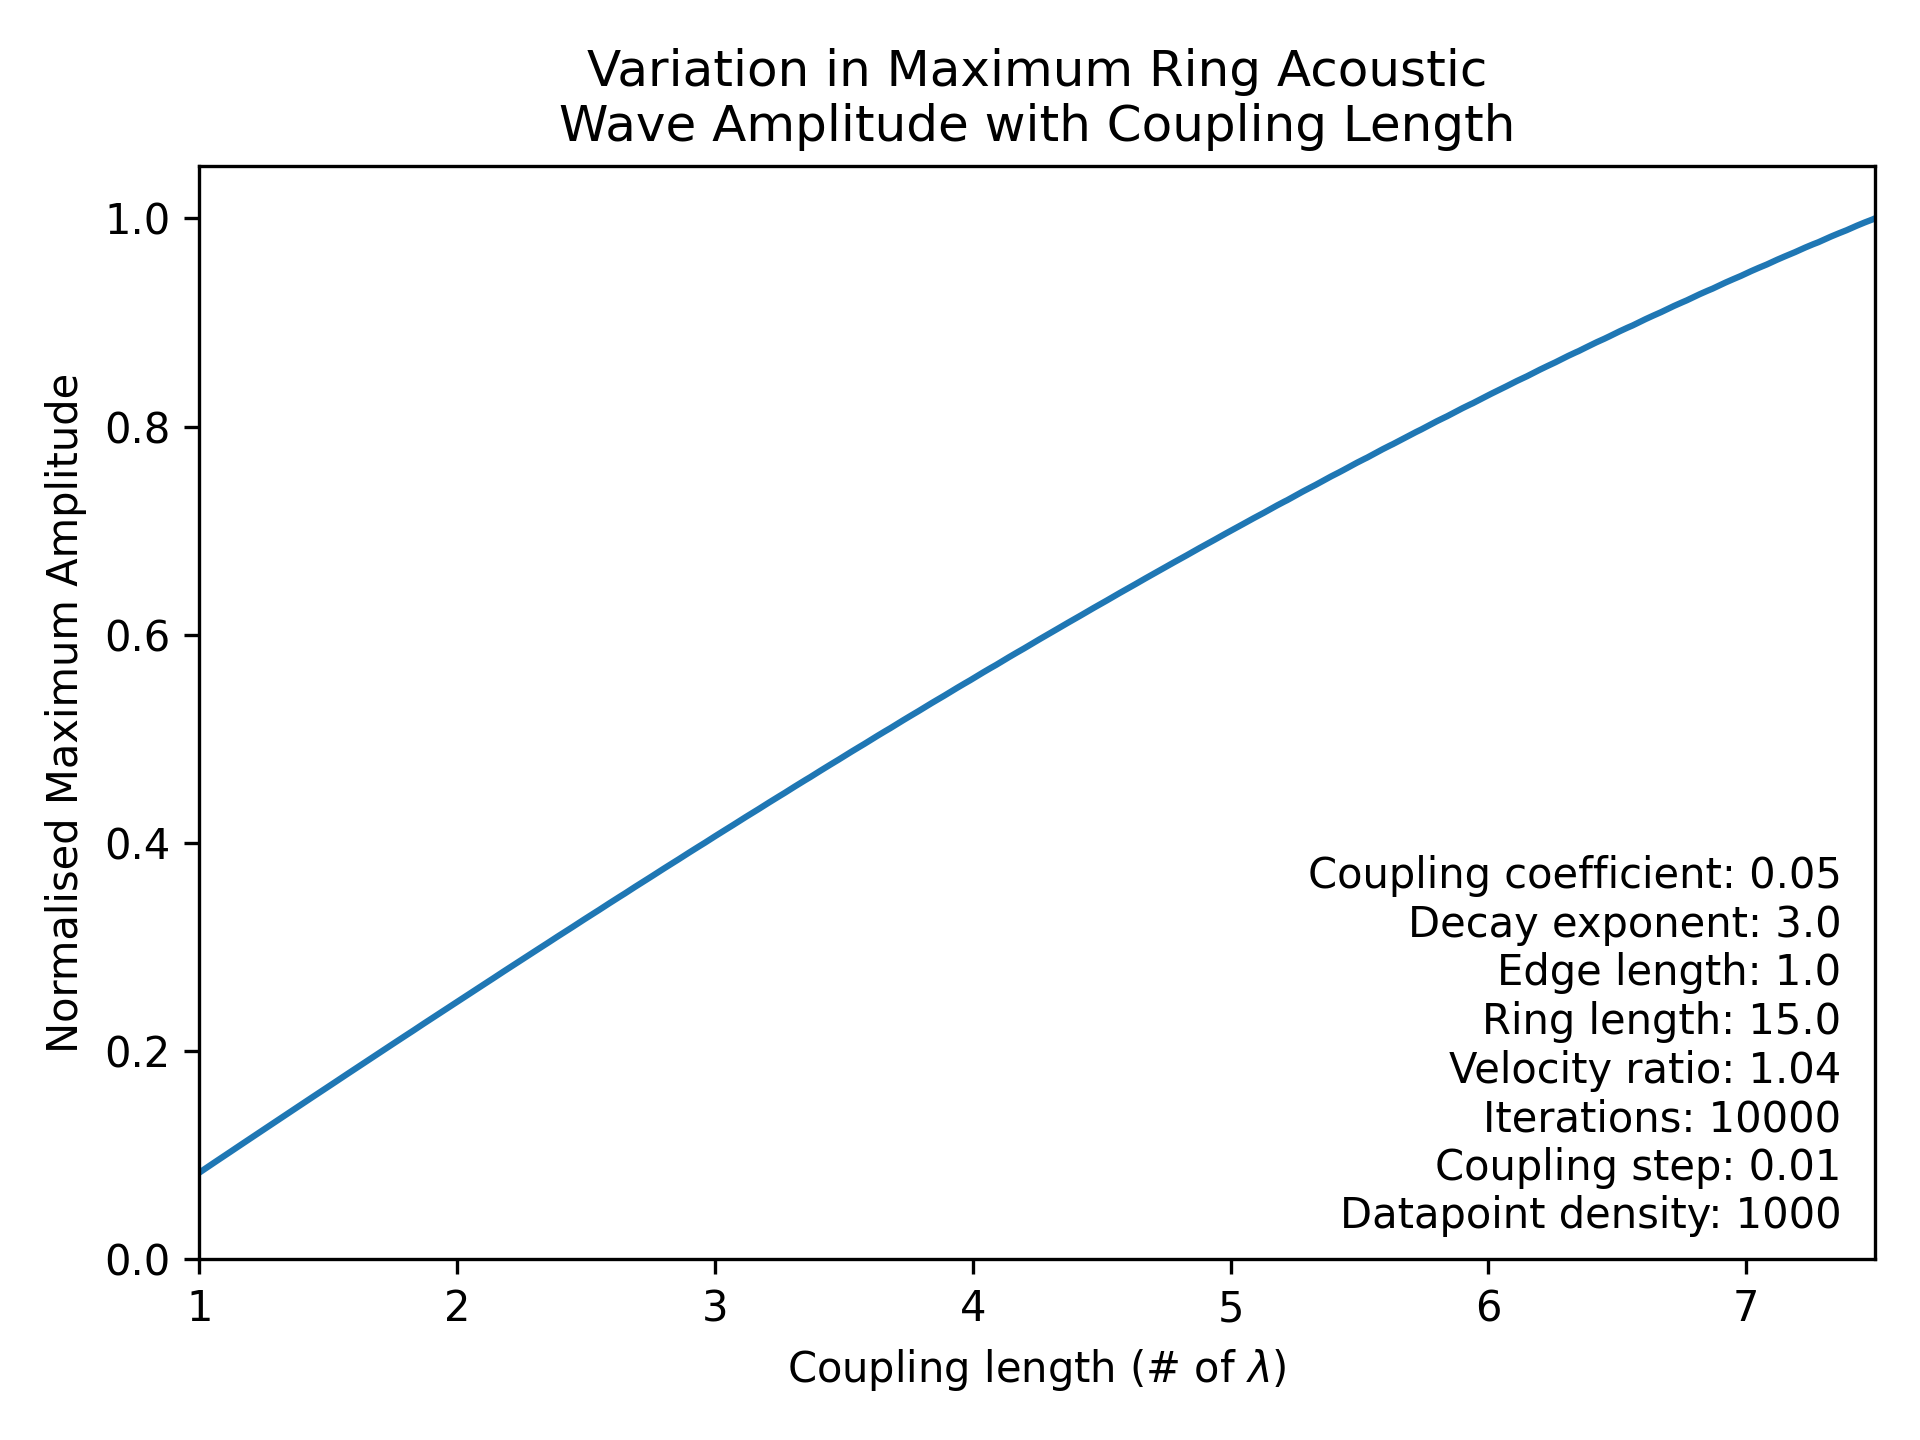 Variation in Maximum Ring Acoustic
Wave Amplitude with Coupling Length
Normalised Maximum Amplitude
1.0
0.8
0.6
0.4
0.2
0.0
Coupling coefficient: 0.05
Decay exponent: 3.0
Edge length: 1.0
Ring length: 15.0
Velocity ratio: 1.04
Iterations: 10000
Coupling step: 0.01
Datapoint density: 1000
1 2 3 4 5 6 7
Coupling length (# of λ)